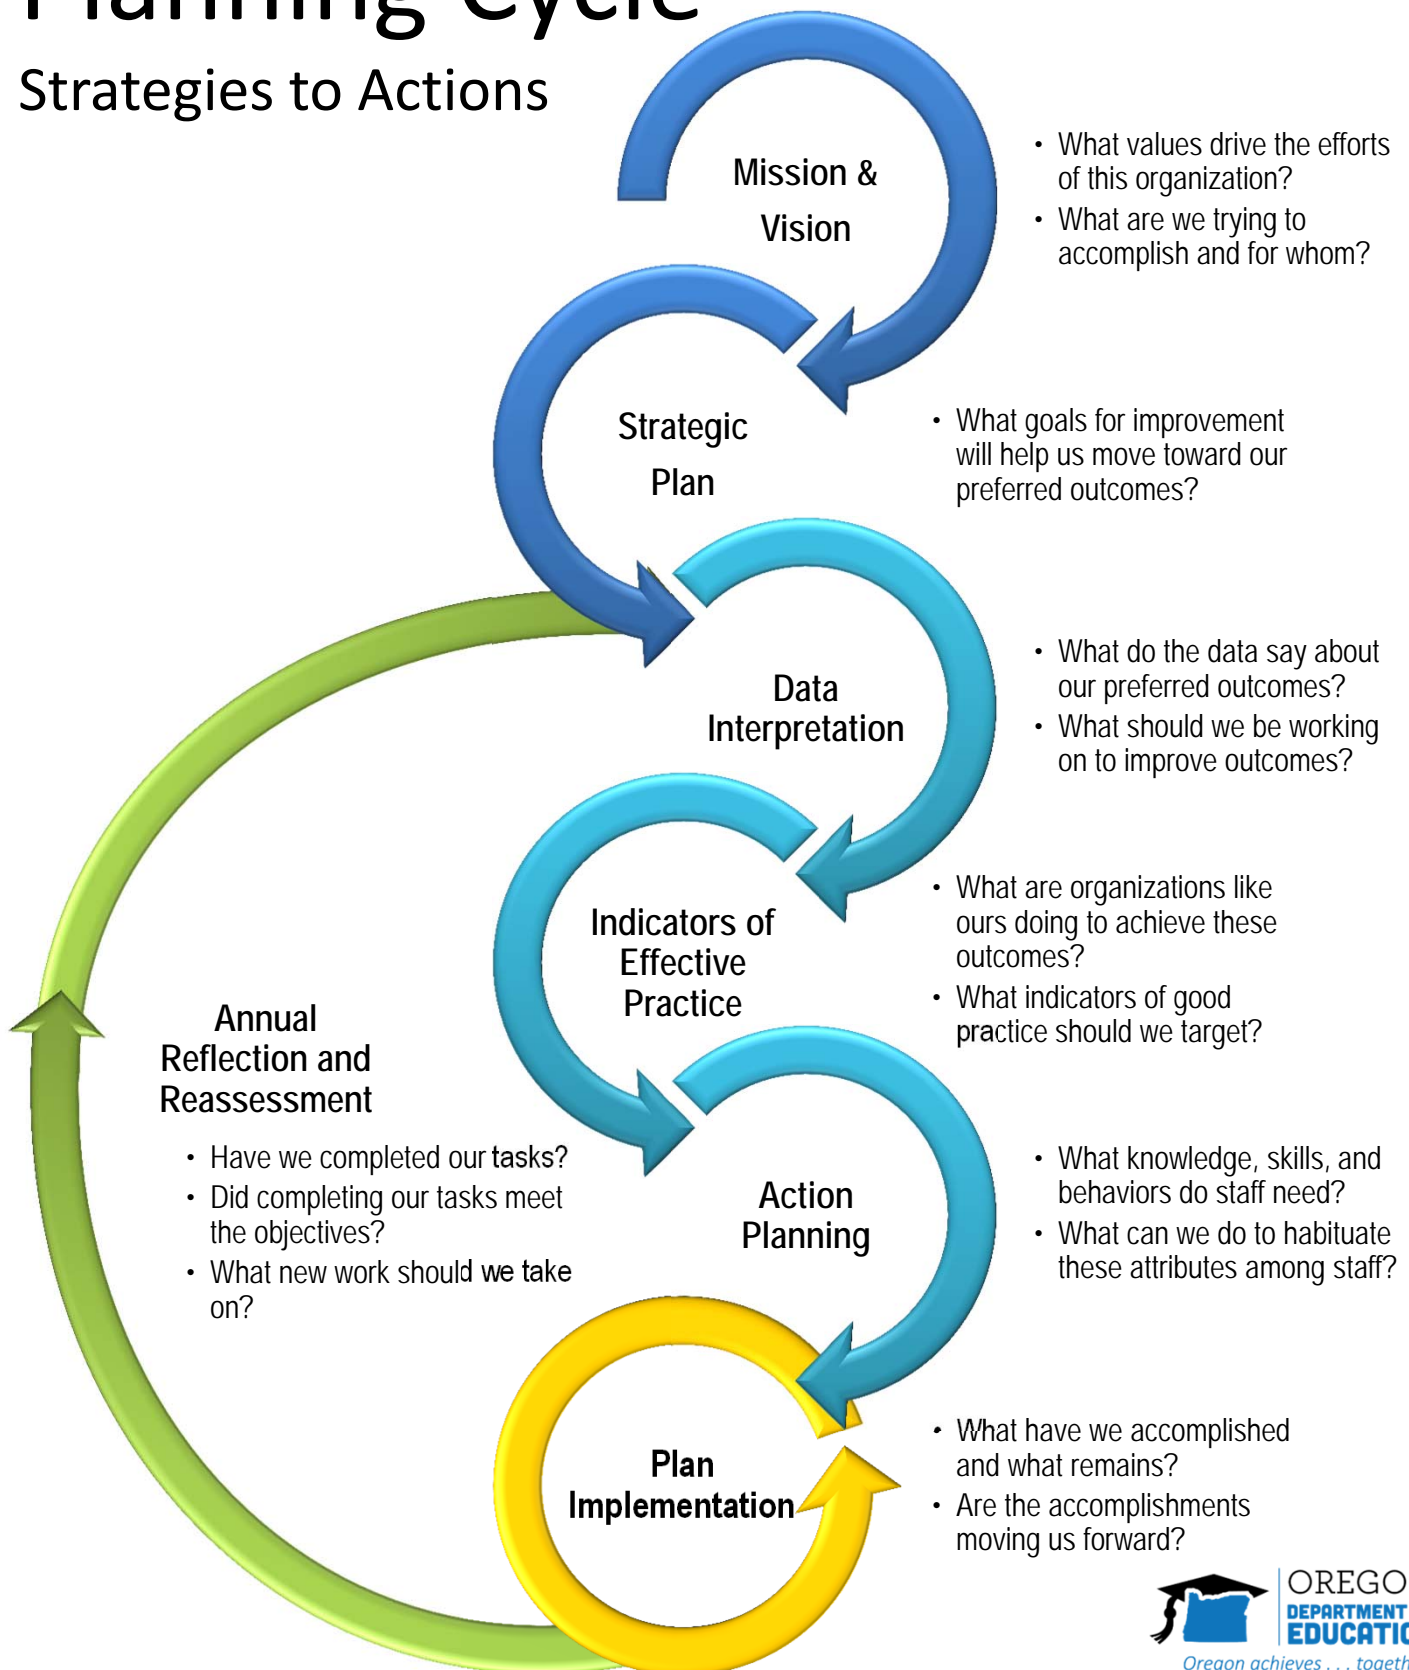 Planning Cycle
Strategies to Actions
Mission &
Vision
• What values drive the efforts
of this organization?
• What are we trying to
accomplish and for whom?
Strategic
Plan
• What goals for improvement
will help us move toward our
preferred outcomes?
Data
Interpretation
• What do the data say about
our preferred outcomes?
• What should we be working
on to improve outcomes?
Indicators of
Effective
Practice
• What are organizations like
ours doing to achieve these
outcomes?
• What indicators of good
practice should we target?
Annual
Reflection and
Reassessment
• Have we completed our tasks?
• Did completing our tasks meet
the objectives?
• What new work should we take
on?
Action
Planning
• What knowledge, skills, and
behaviors do staff need?
• What can we do to habituate
these attributes among staff?
Plan
Implementation
• What have we accomplished
and what remains?
• Are the accomplishments
moving us forward?
OREGO
DEPARTMENT
EDUCATIO
Oregon achieves . . . togeth